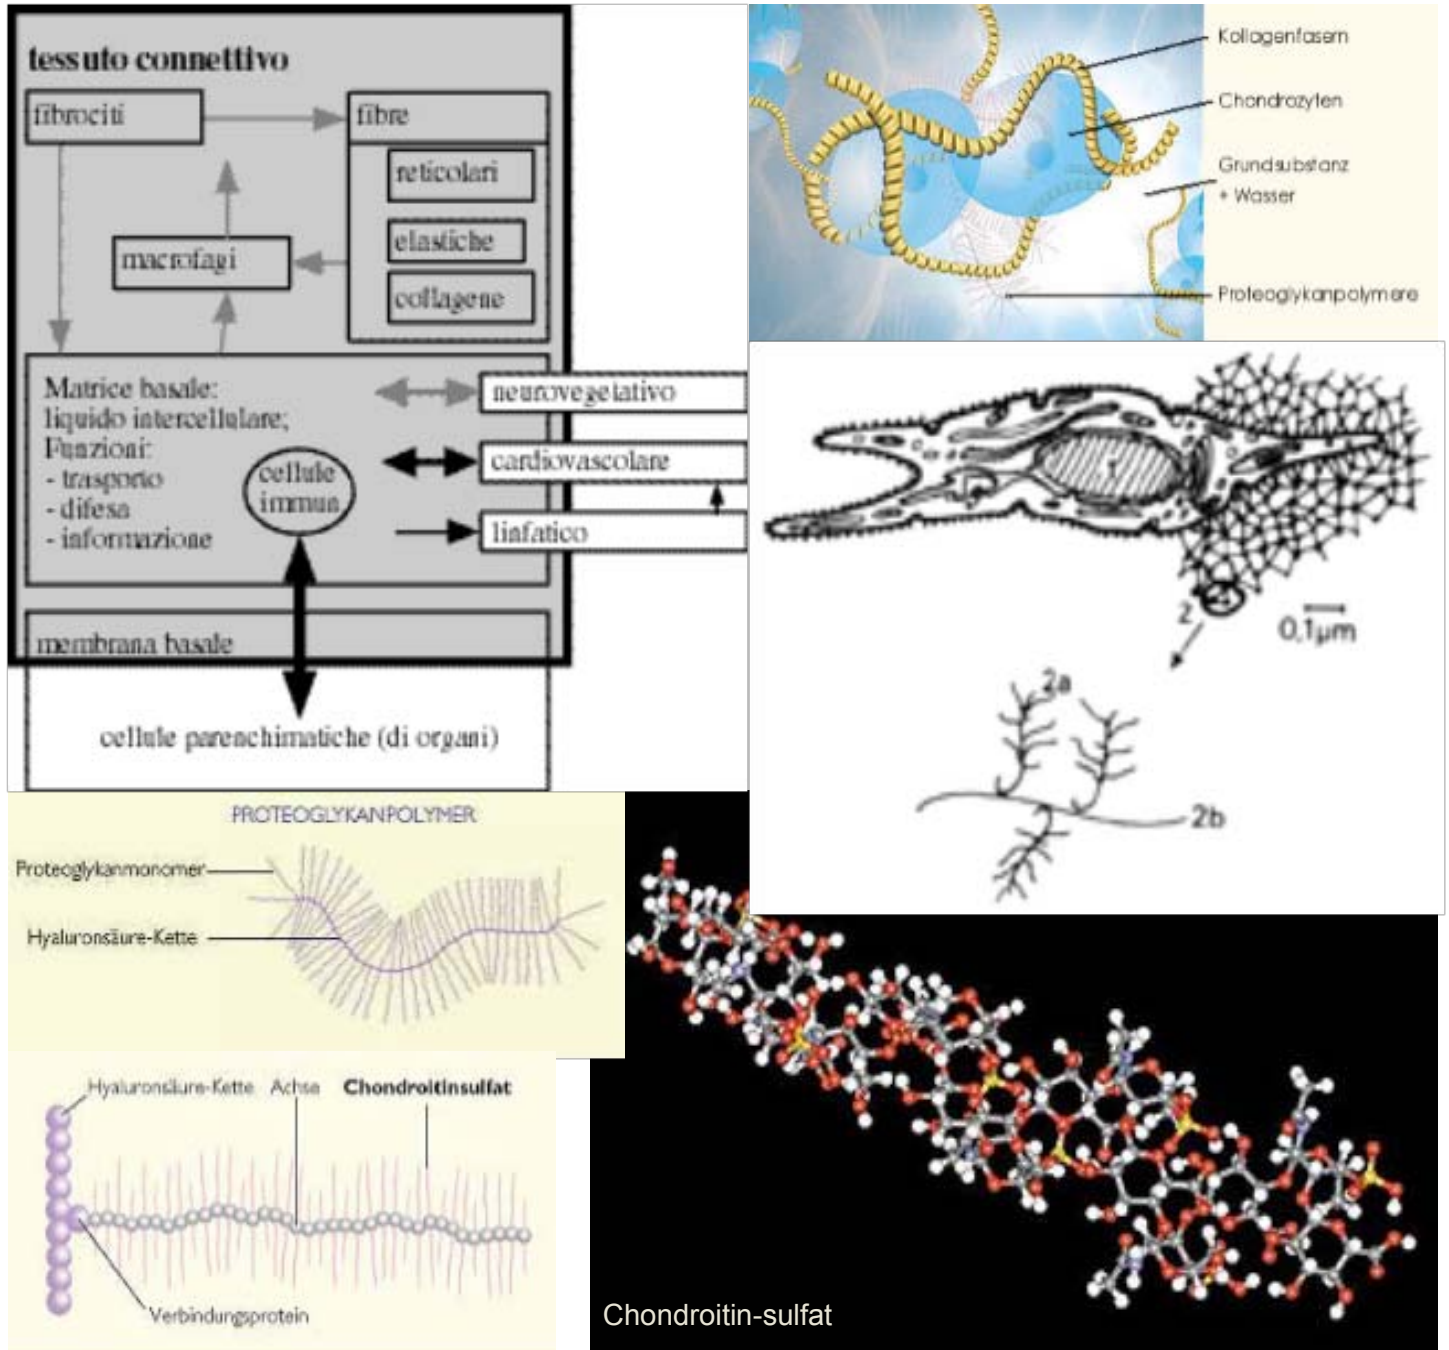 tessuto connettivo
fibrociti
fibre
reticolari
elastiche
collagene
macrofagi
Matrice basale:
liquido intercellulare;
Funzioni:
- trasporto
- difesa
- informazione
cellule
immun
neurovegetativo
cardiovascolare
linfatico
membrana basale
cellule parenchimatiche (di organi)
Kollagenfasern
Chondrozyten
Grundsubstanz
+ Wasser
Proteoglykanpolymere
1
2
0,1µm
2a
2b
PROTEOGLYKANPOLYMER
Proteoglykanmonomer
Hyaluronsäure-Kette
Hyaluronsäure-Kette Achse Chondroitinsulfat
Verbindungsprotein
Chondroitin-sulfat